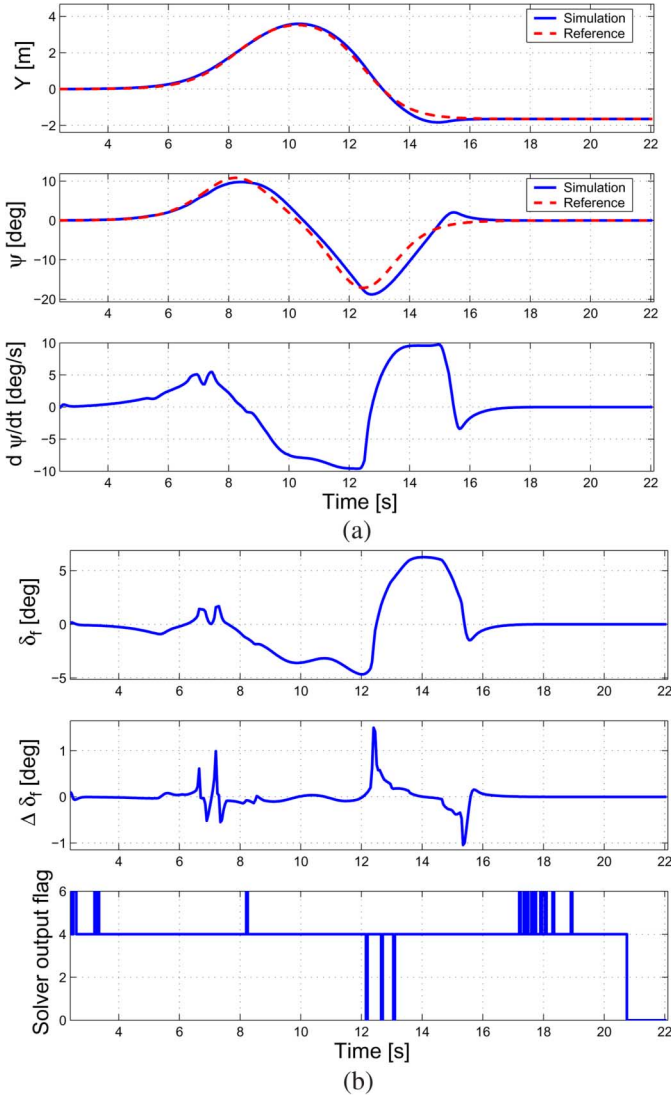 Y [m]
4
2
0
−2
Simulation
Reference
4 6 8 10 12 14 16 18 20 22
ψ [deg]
10
0
−10
−20
Simulation
Reference
4 6 8 10 12 14 16 18 20 22
d ψ/dt [deg/s]
10
5
0
−5
−10
4 6 8 10 12 14 16 18 20 22
Time [s]
(a)
δf [deg]
5
0
−5
4 6 8 10 12 14 16 18 20 22
Δ δf [deg]
1
0
−1
4 6 8 10 12 14 16 18 20 22
Solver output flag
6
4
2
0
4 6 8 10 12 14 16 18 20 22
Time [s]
(b)